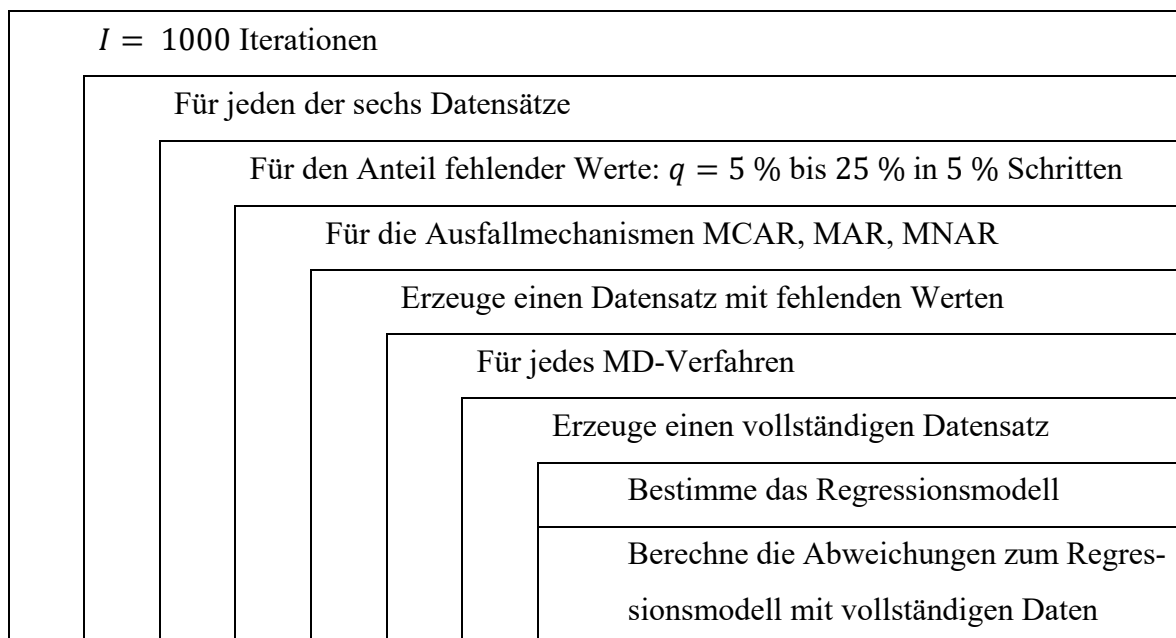 I = 1000 Iterationen
Für jeden der sechs Datensätze
Für den Anteil fehlender Werte: q = 5 % bis 25 % in 5 % Schritten
Für die Ausfallmechanismen MCAR, MAR, MNAR
Erzeuge einen Datensatz mit fehlenden Werten
Für jedes MD-Verfahren
Erzeuge einen vollständigen Datensatz
Bestimme das Regressionsmodell
Berechne die Abweichungen zum Regres-
sionsmodell mit vollständigen Daten